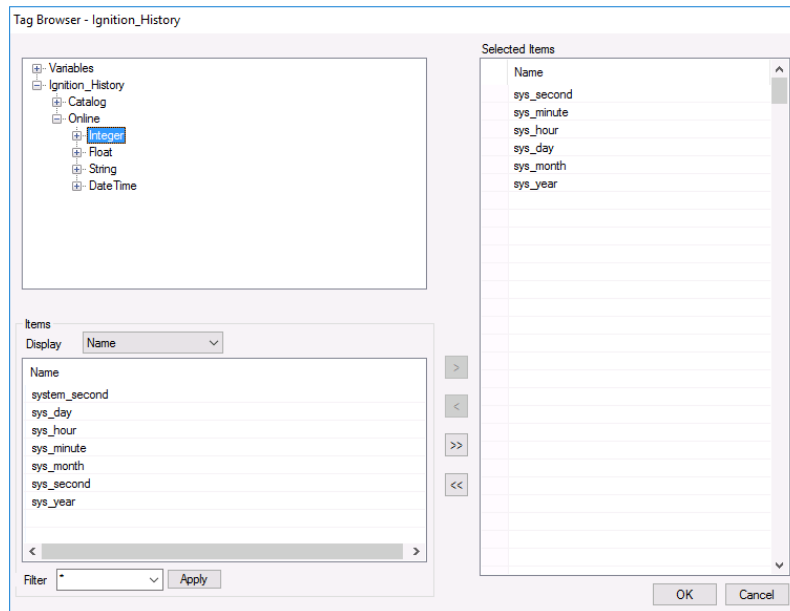 Tag Browser - Ignition_History
Variables
Ignition_History
Catalog
Online
Integer
Float
String
DateTime
Items
Display Name
Name
system_second
sys_day
sys_hour
sys_minute
sys_month
sys_second
sys_year
Filter * Apply
>
<
>>
<<
Selected Items
Name
sys_second
sys_minute
sys_hour
sys_day
sys_month
sys_year
OK Cancel